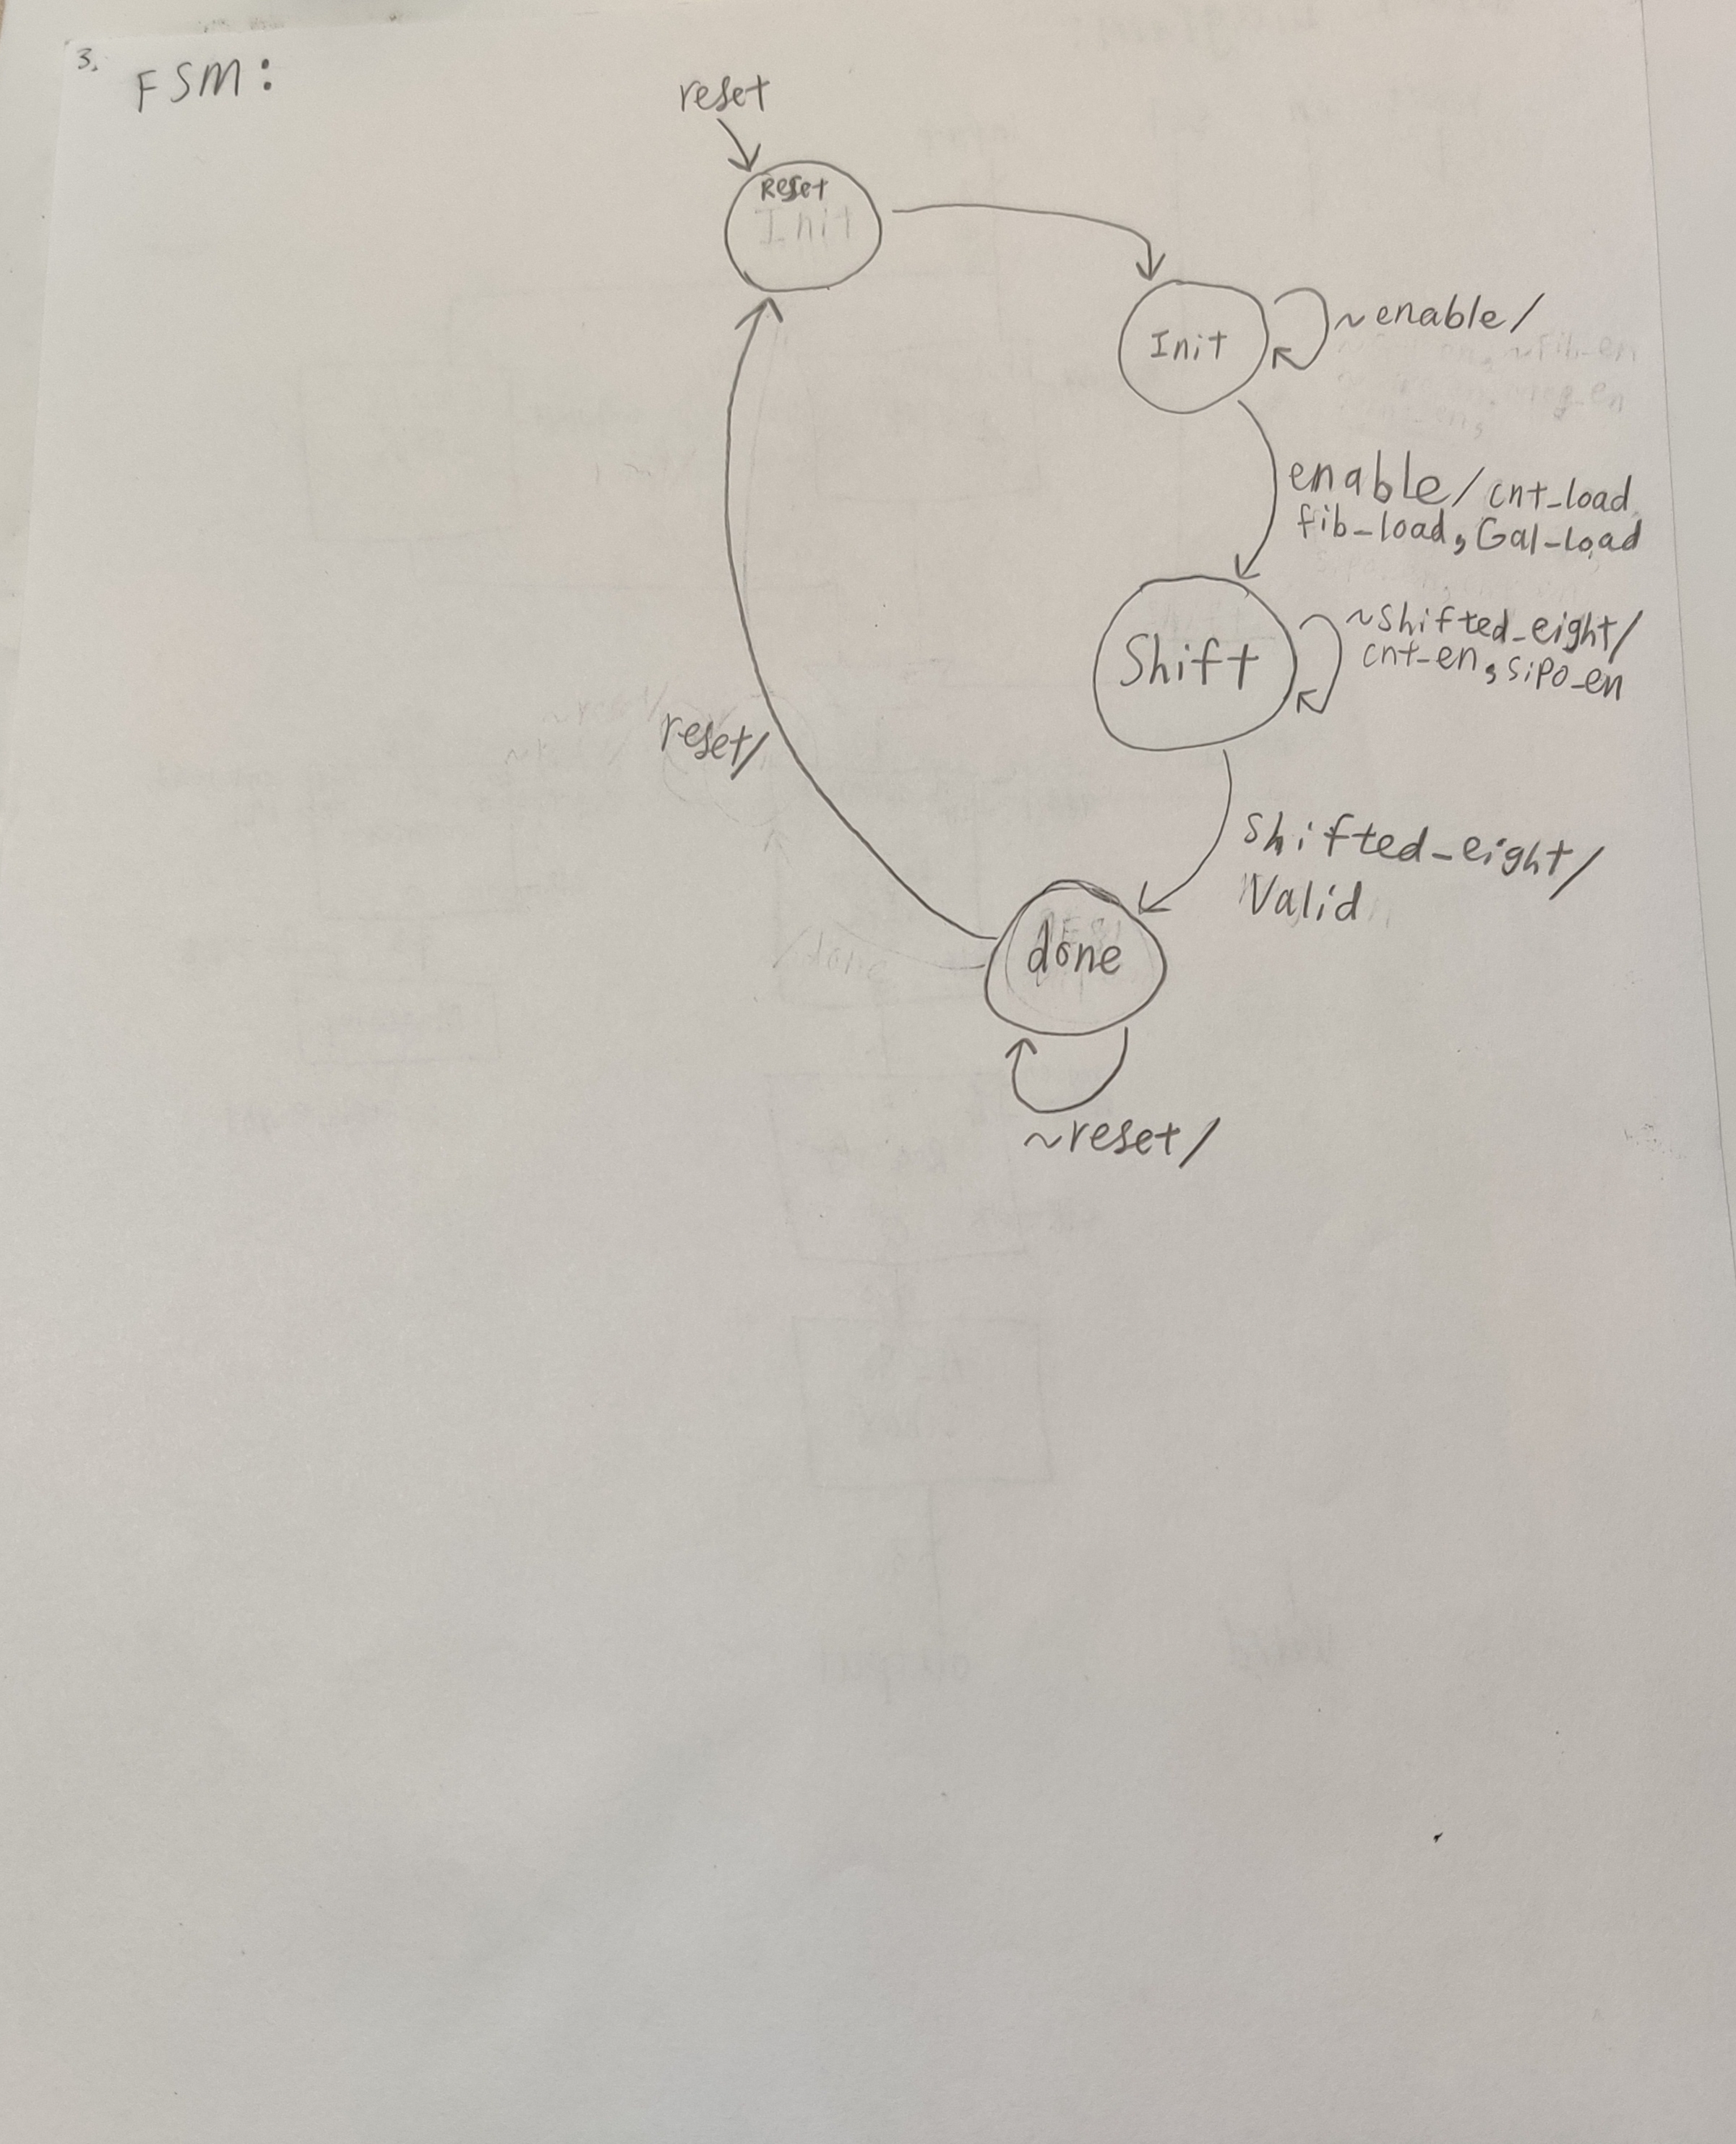 3.
FSM:
reset
Reset
Init
Init
~enable/
enable/ cnt_load
fib_load, Gal_load
Shift
~shifted_eight/
cnt_en, sipo_en
reset/
shifted_eight/
Valid
done
~reset/